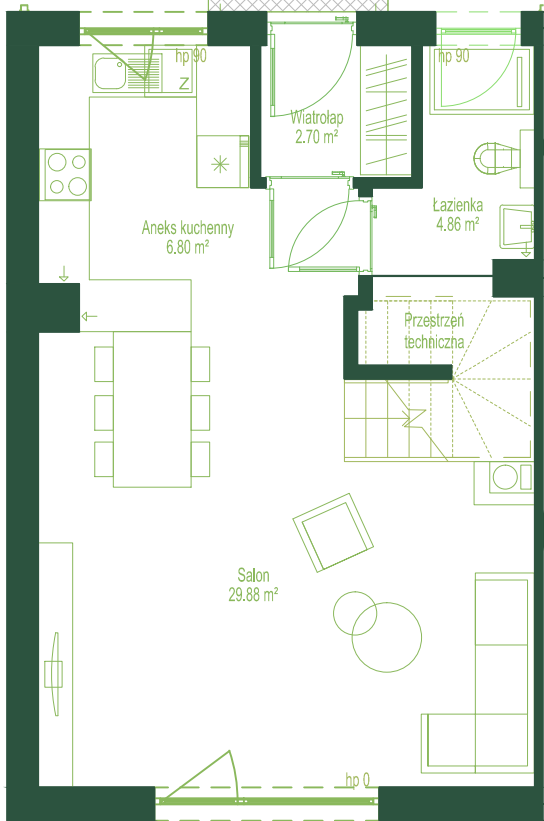 hp 90
hp 90
Z
Wiatrołap
2.70 m²
Łazienka
4.86 m²
Aneks kuchenny
6.80 m²
Przestrzeń
techniczna
Salon
29.88 m²
hp 0